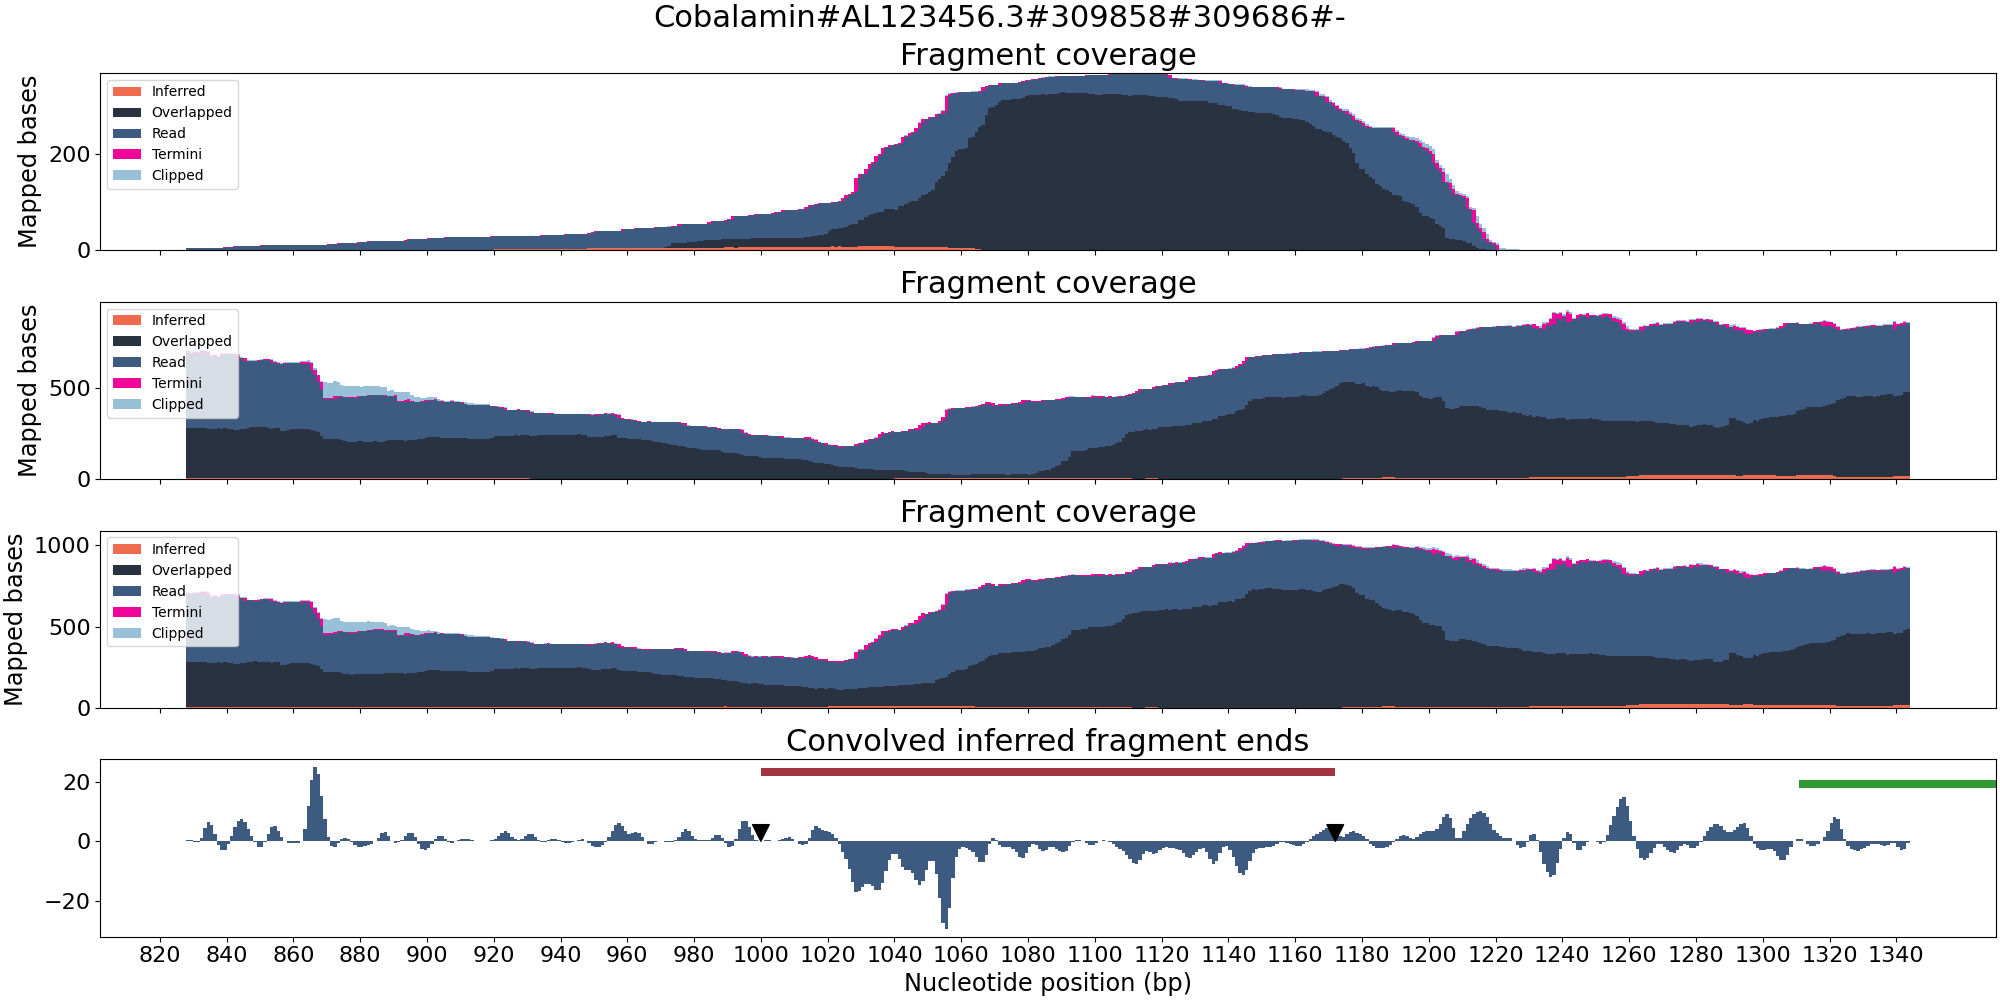 Cobalamin#AL123456.3#309858#309686#-
Fragment coverage
Mapped bases
200
0
Inferred
Overlapped
Read
Termini
Clipped
Fragment coverage
Mapped bases
500
0
Inferred
Overlapped
Read
Termini
Clipped
Fragment coverage
Mapped bases
1000
500
0
Inferred
Overlapped
Read
Termini
Clipped
Convolved inferred fragment ends
20
0
−20
820 840 860 880 900 920 940 960 980 1000 1020 1040 1060 1080 1100 1120 1140 1160 1180 1200 1220 1240 1260 1280 1300 1320 1340
Nucleotide position (bp)